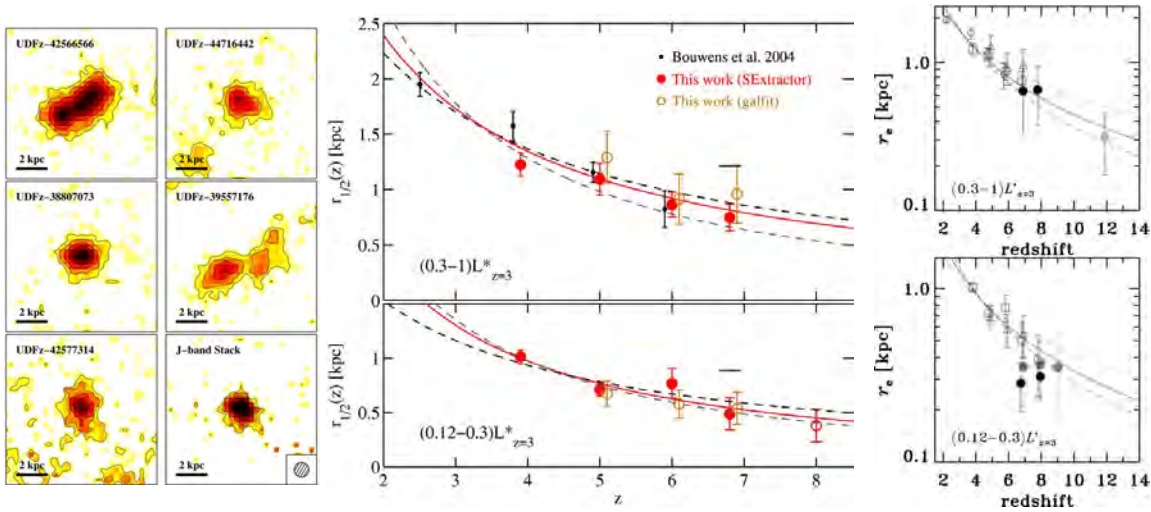 UDFz-42566566
2 kpc
UDFz-44716442
UDFz-38807073
2 kpc
UDFz-39557176
2 kpc
UDFz-42577314
2 kpc
J-band Stack
2 kpc
2.5
2
1.5
1
0.5
0
r1/2(z) [kpc]
Bouwens et al. 2004
This work (SExtractor)
This work (galfit)
(0.3-1)L*z=3
1
0.5
0
r1/2(z) [kpc]
(0.12-0.3)L*z=3
2 3 4 5 6 7 8
z
1.0
0.1
re [kpc]
(0.3-1)L*z=3
2 4 6 8 10 12 14
redshift
1.0
0.1
re [kpc]
(0.12-0.3)L*z=3
2 4 6 8 10 12 14
redshift